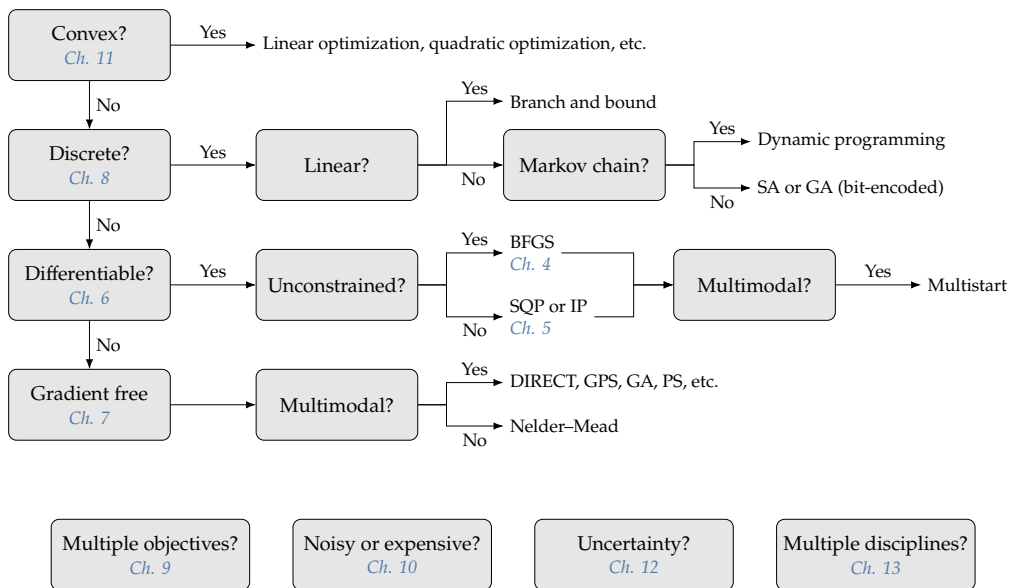 Convex?
Ch. 11
Yes
Linear optimization, quadratic optimization, etc.
No
Discrete?
Ch. 8
Yes
Linear?
Yes
Branch and bound
No
Markov chain?
Yes
Dynamic programming
No
SA or GA (bit-encoded)
No
Differentiable?
Ch. 6
Yes
Unconstrained?
Yes
BFGS
Ch. 4
No
SQP or IP
Ch. 5
Multimodal?
Yes
Multistart
No
Gradient free
Ch. 7
Multimodal?
Yes
DIRECT, GPS, GA, PS, etc.
No
Nelder–Mead
Multiple objectives?
Ch. 9
Noisy or expensive?
Ch. 10
Uncertainty?
Ch. 12
Multiple disciplines?
Ch. 13